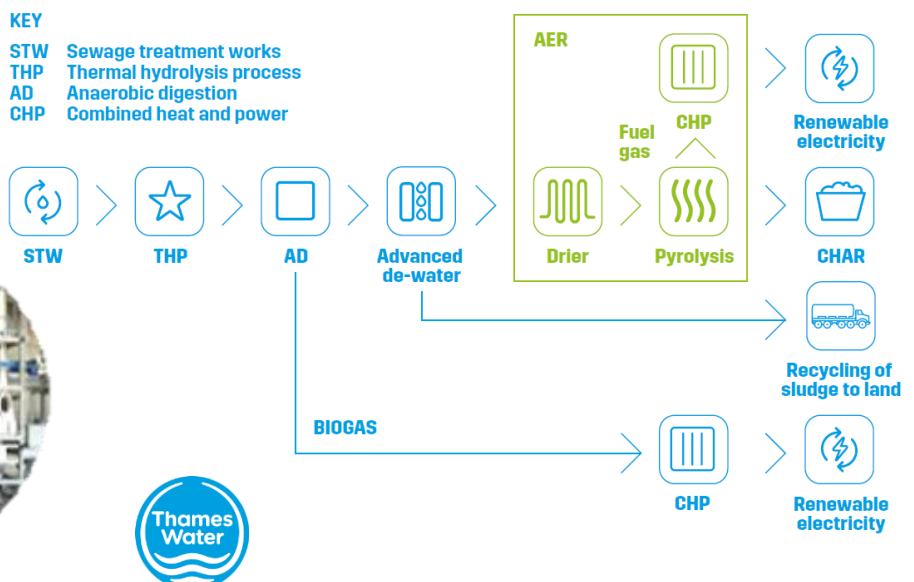 KEY
STW Sewage treatment works
THP Thermal hydrolysis process
AD Anaerobic digestion
CHP Combined heat and power
AER
CHP
Fuel
gas
Renewable
electricity
STW
THP
AD
Advanced
de-water
Drier
Pyrolysis
CHAR
Recycling of
sludge to land
BIOGAS
CHP
Renewable
electricity
Thames
Water